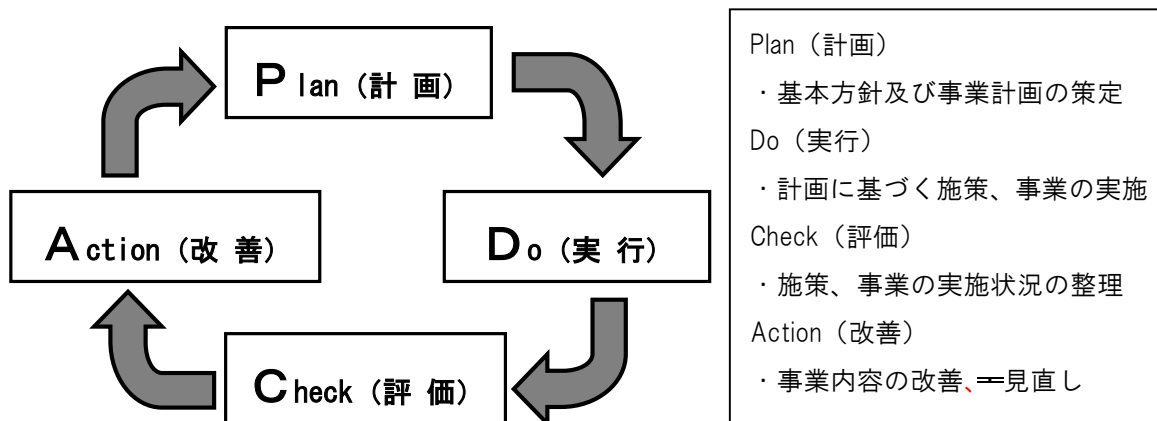 Plan (計 画)
Do (実 行)
Check (評 価)
Action (改 善)
Plan（計画）
・基本方針及び事業計画の策定
Do（実行）
・計画に基づく施策、事業の実施
Check（評価）
・施策、事業の実施状況の整理
Action（改善）
・事業内容の改善、見直し